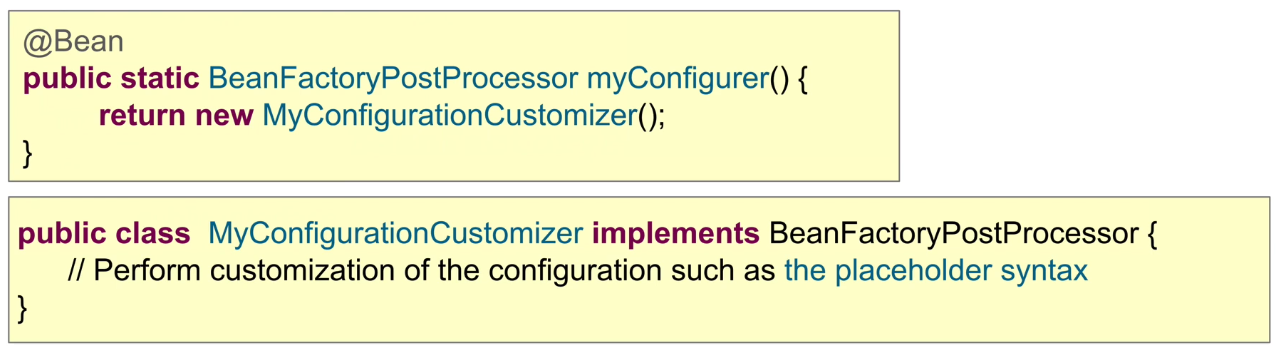 @Bean
public static BeanFactoryPostProcessor myConfigurer() {
return new MyConfigurationCustomizer();
}
public class MyConfigurationCustomizer implements BeanFactoryPostProcessor {
// Perform customization of the configuration such as the placeholder syntax
}